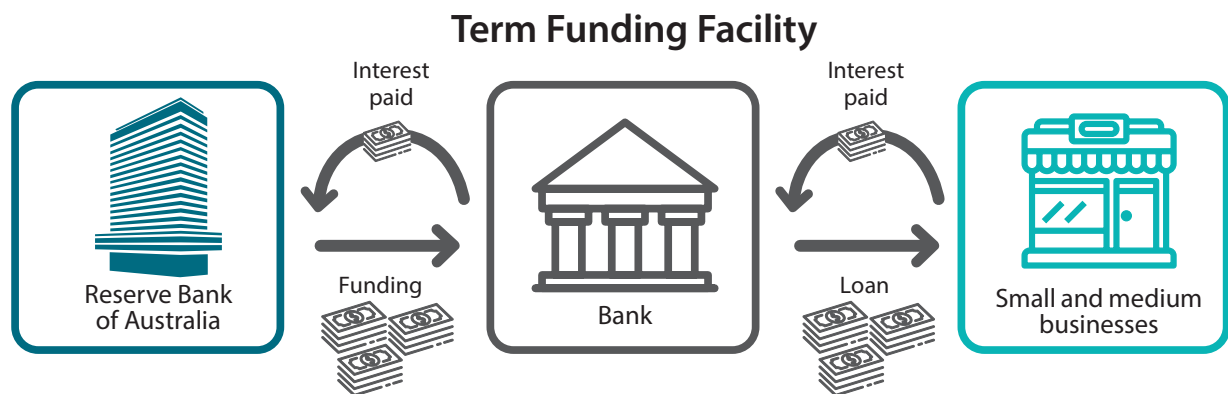 Term Funding Facility
Interest
paid
Interest
paid
Reserve Bank
of Australia
Funding
Bank
Loan
Small and medium
businesses